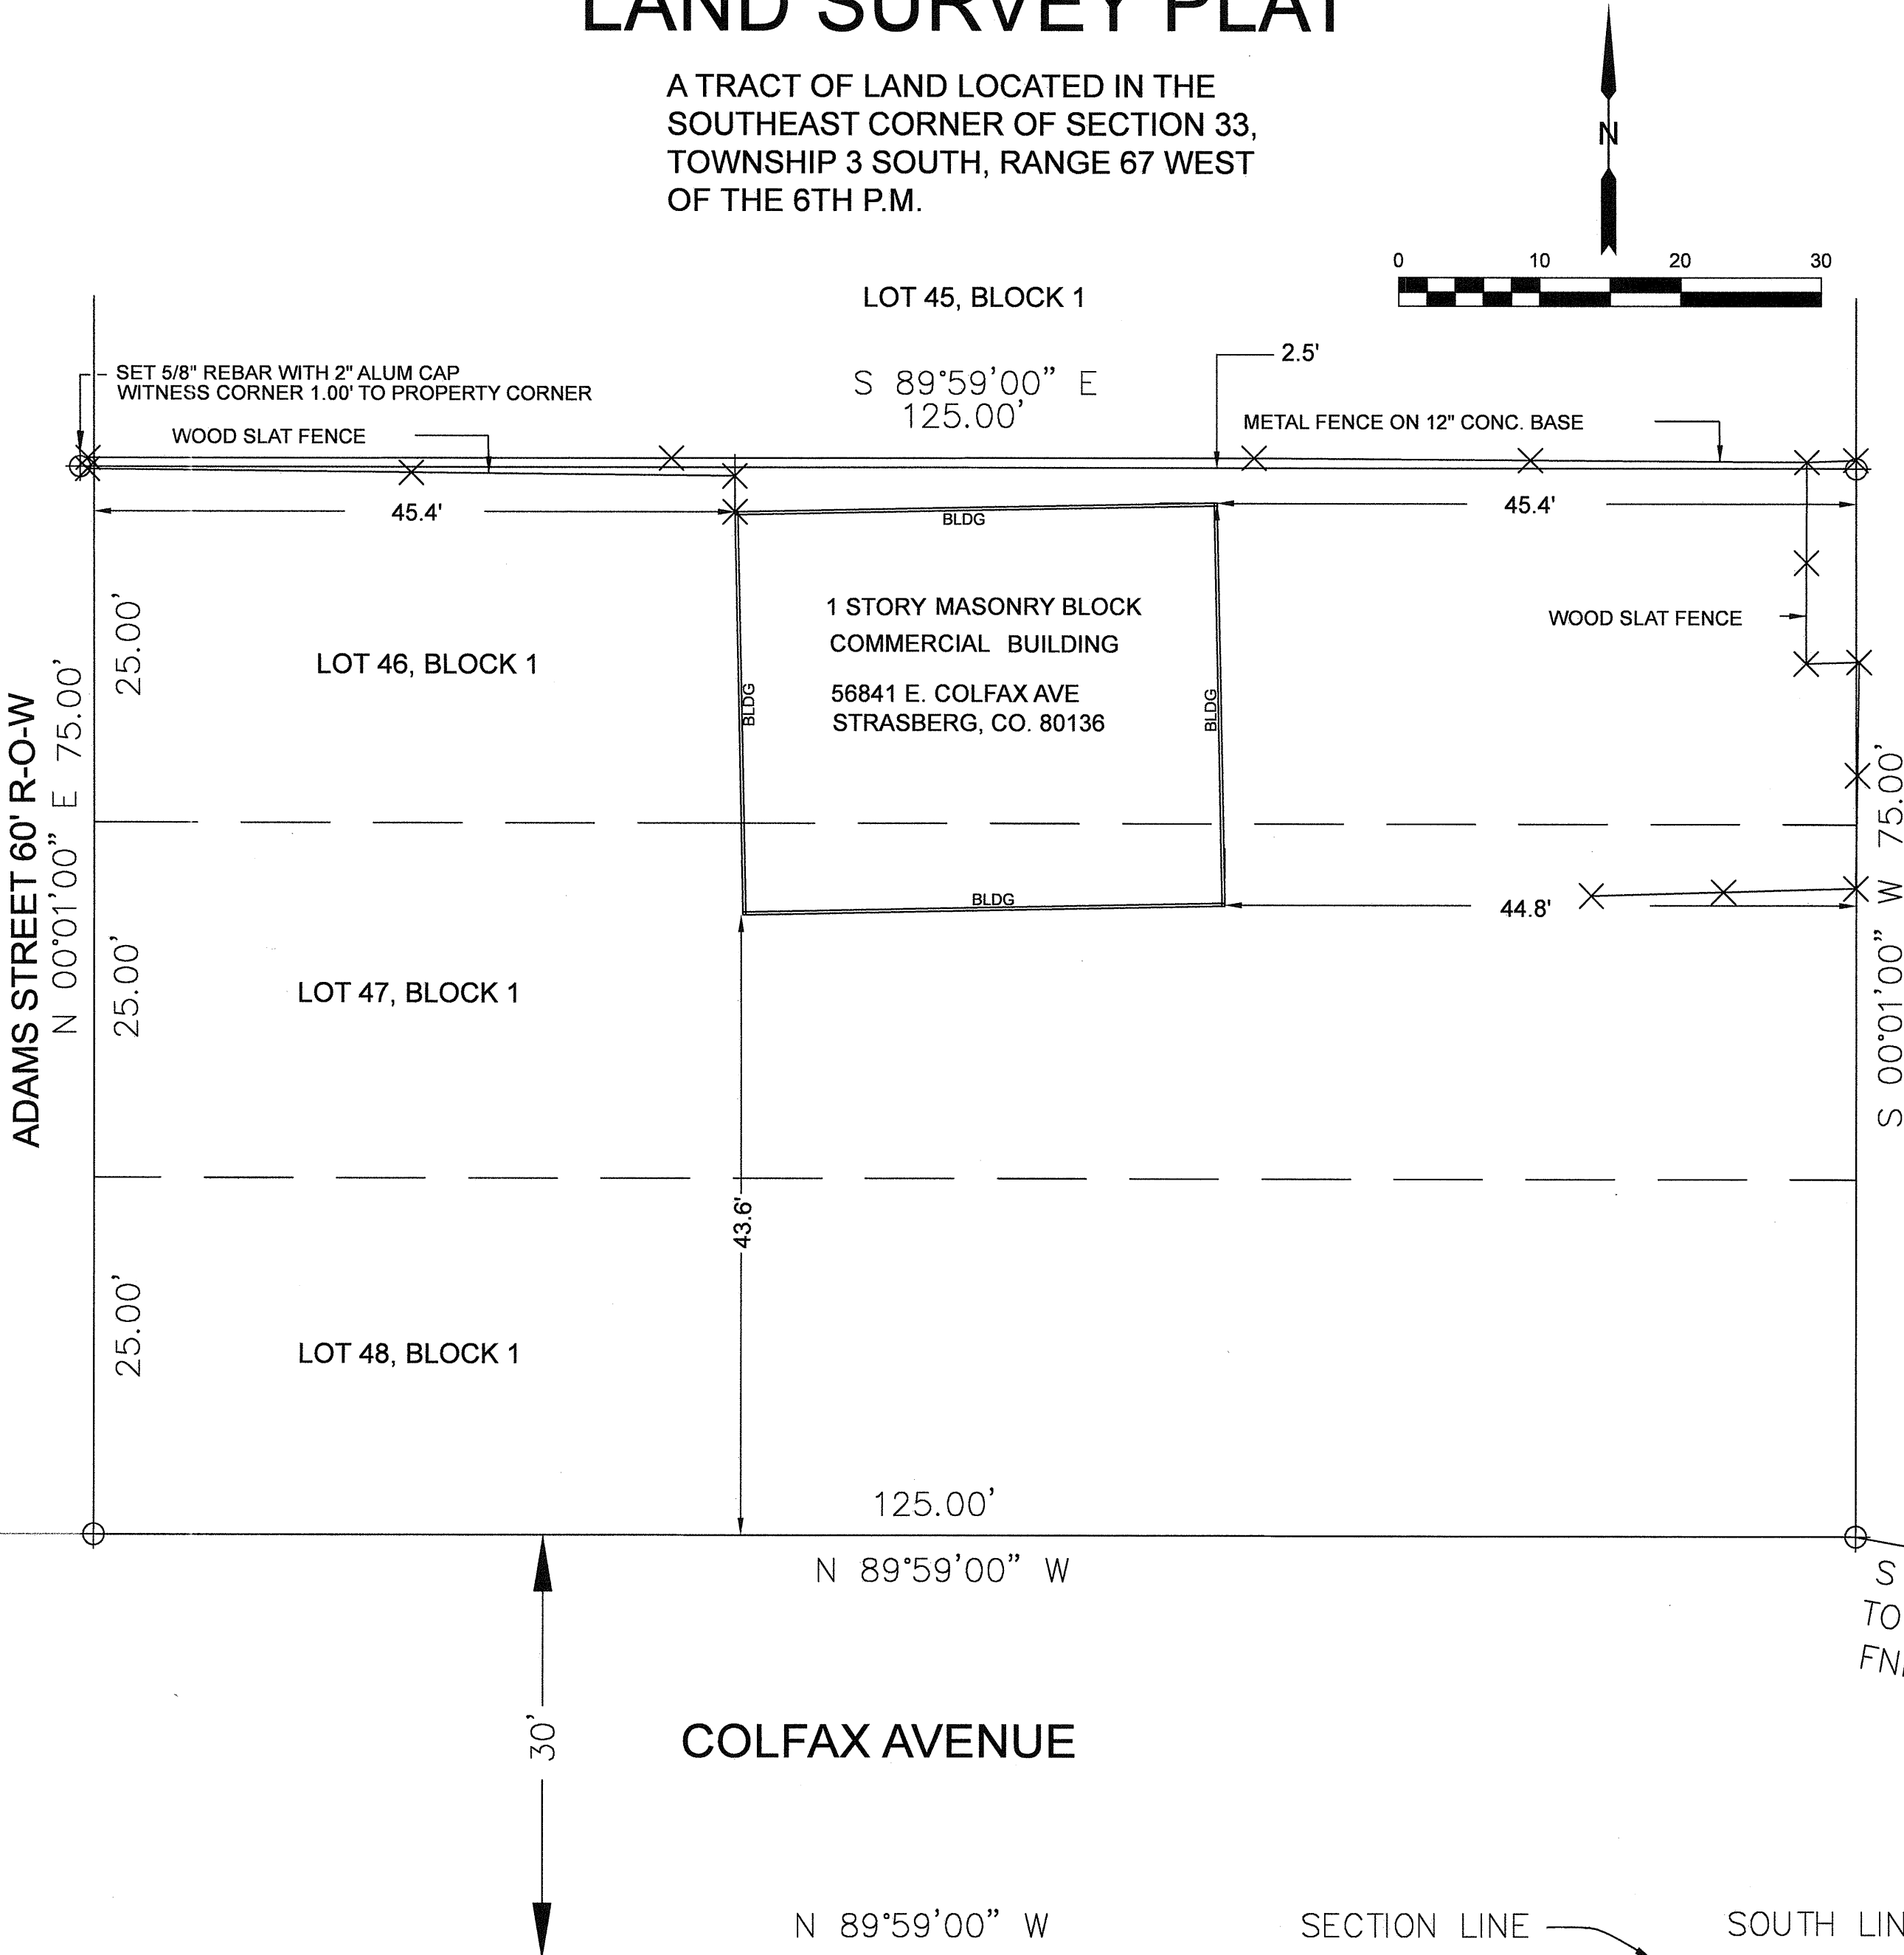 LAND SURVEY PLAT
A TRACT OF LAND LOCATED IN THE
SOUTHEAST CORNER OF SECTION 33,
TOWNSHIP 3 SOUTH, RANGE 67 WEST
OF THE 6TH P.M.
N
0 10 20 30
LOT 45, BLOCK 1
2.5'
SET 5/8" REBAR WITH 2" ALUM CAP
WITNESS CORNER 1.00' TO PROPERTY CORNER
S 89°59'00" E
125.00'
METAL FENCE ON 12" CONC. BASE
WOOD SLAT FENCE
45.4'
BLDG
45.4'
1 STORY MASONRY BLOCK
COMMERCIAL BUILDING
56841 E. COLFAX AVE
STRASBERG, CO. 80136
WOOD SLAT FENCE
LOT 46, BLOCK 1
25.00'
BLDG
BLDG
ADAMS STREET 60' R-O-W
N 00°01'00" E 75.00'
S 00°01'00" W 75.00'
BLDG
44.8'
LOT 47, BLOCK 1
25.00'
43.6'
LOT 48, BLOCK 1
25.00'
125.00'
N 89°59'00" W
S
TO
30'
COLFAX AVENUE
N 89°59'00" W
SECTION LINE
SOUTH